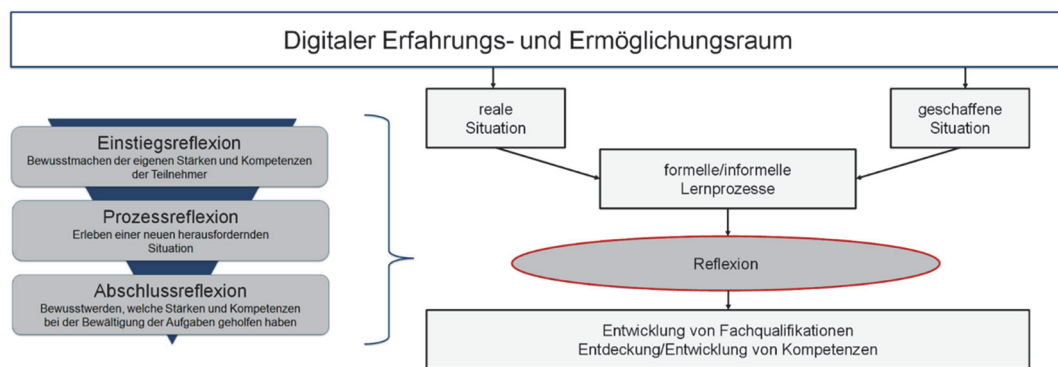 Digitaler Erfahrungs- und Ermöglichungsraum
reale
Situation
geschaffene
Situation
Einstiegsreflexion
Bewusstmachen der eigenen Stärken und Kompetenzen
der Teilnehmer
formelle/informelle
Lernprozesse
Prozessreflexion
Erleben einer neuen herausfordernden
Situation
Reflexion
Abschlussreflexion
Bewusstwerden, welche Stärken und Kompetenzen
bei der Bewältigung der Aufgaben geholfen haben
Entwicklung von Fachqualifikationen
Entdeckung/Entwicklung von Kompetenzen